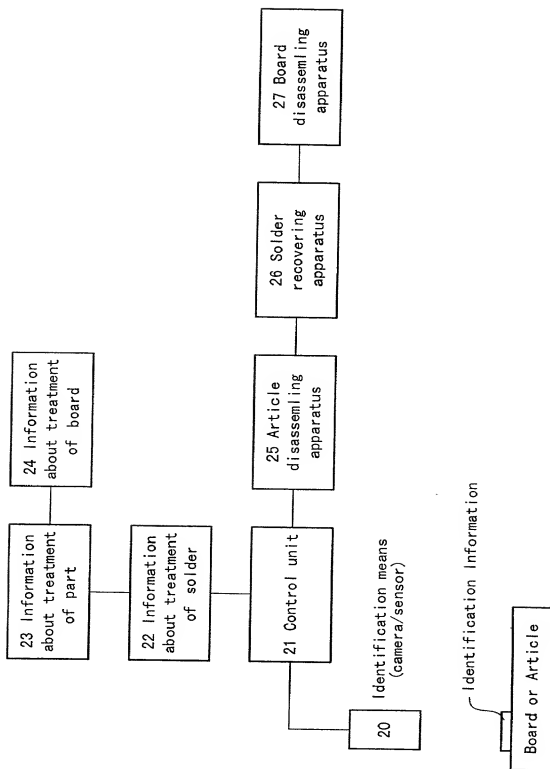 24 Information
about treatment
of board
23 Information
about treatment
of part
22 Information
about treatment
of solder
21 Control unit
25 Article
disassemling
apparatus
26 Solder
recovering
apparatus
27 Board
disassemling
apparatus
20
Identification means
(camera/sensor)
Identification Information
Board or Article